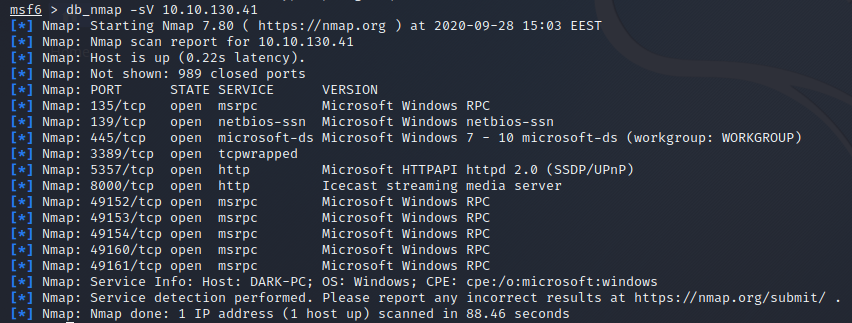 msf6 > db_nmap -sV 10.10.130.41
[*] Nmap: Starting Nmap 7.80 ( https://nmap.org ) at 2020-09-28 15:03 EEST
[*] Nmap: Nmap scan report for 10.10.130.41
[*] Nmap: Host is up (0.22s latency).
[*] Nmap: Not shown: 989 closed ports
[*] Nmap: PORT      STATE SERVICE      VERSION
[*] Nmap: 135/tcp   open  msrpc        Microsoft Windows RPC
[*] Nmap: 139/tcp   open  netbios-ssn  Microsoft Windows netbios-ssn
[*] Nmap: 445/tcp   open  microsoft-ds Microsoft Windows 7 - 10 microsoft-ds (workgroup: WORKGROUP)
[*] Nmap: 3389/tcp  open  tcpwrapped
[*] Nmap: 5357/tcp  open  http         Microsoft HTTPAPI httpd 2.0 (SSDP/UPnP)
[*] Nmap: 8000/tcp  open  http         Icecast streaming media server
[*] Nmap: 49152/tcp open  msrpc        Microsoft Windows RPC
[*] Nmap: 49153/tcp open  msrpc        Microsoft Windows RPC
[*] Nmap: 49154/tcp open  msrpc        Microsoft Windows RPC
[*] Nmap: 49160/tcp open  msrpc        Microsoft Windows RPC
[*] Nmap: 49161/tcp open  msrpc        Microsoft Windows RPC
[*] Nmap: Service Info: Host: DARK-PC; OS: Windows; CPE: cpe:/o:microsoft:windows
[*] Nmap: Service detection performed. Please report any incorrect results at https://nmap.org/submit/ .
[*] Nmap: Nmap done: 1 IP address (1 host up) scanned in 88.46 seconds